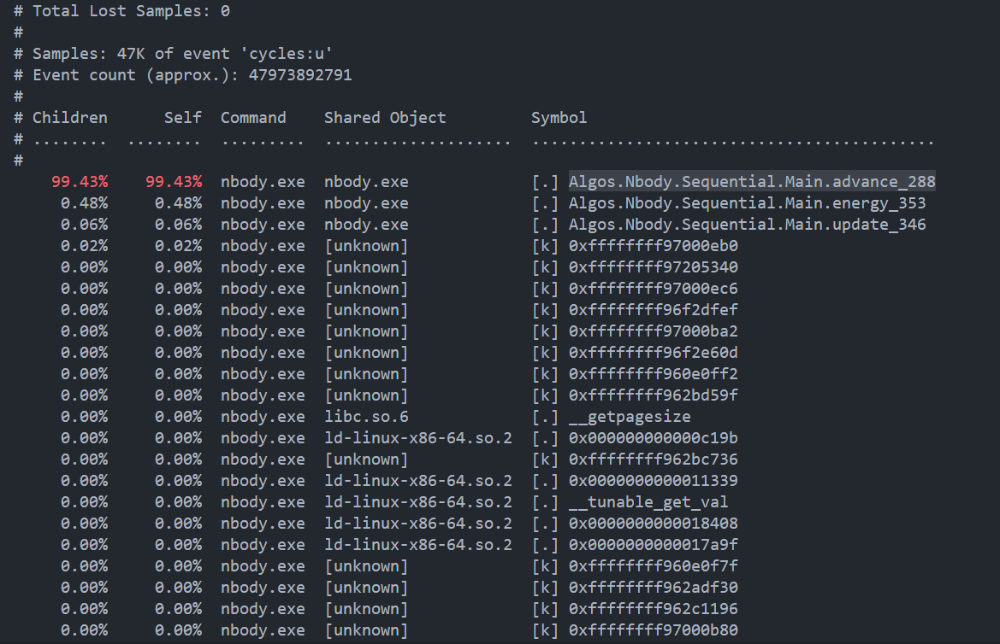 # Total Lost Samples: 0
#
# Samples: 47K of event 'cycles:u'
# Event count (approx.): 47973892791
#
# Children      Self  Command    Shared Object         Symbol
# ........  ........  .........  ....................  ...........................................
#
    99.43%    99.43%  nbody.exe  nbody.exe             [.] Algos.Nbody.Sequential.Main.advance_288
     0.48%     0.48%  nbody.exe  nbody.exe             [.] Algos.Nbody.Sequential.Main.energy_353
     0.06%     0.06%  nbody.exe  nbody.exe             [.] Algos.Nbody.Sequential.Main.update_346
     0.02%     0.02%  nbody.exe  [unknown]             [k] 0xffffffff97000eb0
     0.00%     0.00%  nbody.exe  [unknown]             [k] 0xffffffff97205340
     0.00%     0.00%  nbody.exe  [unknown]             [k] 0xffffffff97000ec6
     0.00%     0.00%  nbody.exe  [unknown]             [k] 0xffffffff96f2dfef
     0.00%     0.00%  nbody.exe  [unknown]             [k] 0xffffffff97000ba2
     0.00%     0.00%  nbody.exe  [unknown]             [k] 0xffffffff96f2e60d
     0.00%     0.00%  nbody.exe  [unknown]             [k] 0xffffffff960e0ff2
     0.00%     0.00%  nbody.exe  [unknown]             [k] 0xffffffff962bd59f
     0.00%     0.00%  nbody.exe  libc.so.6             [.] __getpagesize
     0.00%     0.00%  nbody.exe  ld-linux-x86-64.so.2  [.] 0x000000000000c19b
     0.00%     0.00%  nbody.exe  [unknown]             [k] 0xffffffff962bc736
     0.00%     0.00%  nbody.exe  ld-linux-x86-64.so.2  [.] 0x0000000000011339
     0.00%     0.00%  nbody.exe  ld-linux-x86-64.so.2  [.] __tunable_get_val
     0.00%     0.00%  nbody.exe  ld-linux-x86-64.so.2  [.] 0x0000000000018408
     0.00%     0.00%  nbody.exe  ld-linux-x86-64.so.2  [.] 0x0000000000017a9f
     0.00%     0.00%  nbody.exe  [unknown]             [k] 0xffffffff960e0f7f
     0.00%     0.00%  nbody.exe  [unknown]             [k] 0xffffffff962adf30
     0.00%     0.00%  nbody.exe  [unknown]             [k] 0xffffffff962c1196
     0.00%     0.00%  nbody.exe  [unknown]             [k] 0xffffffff97000b80